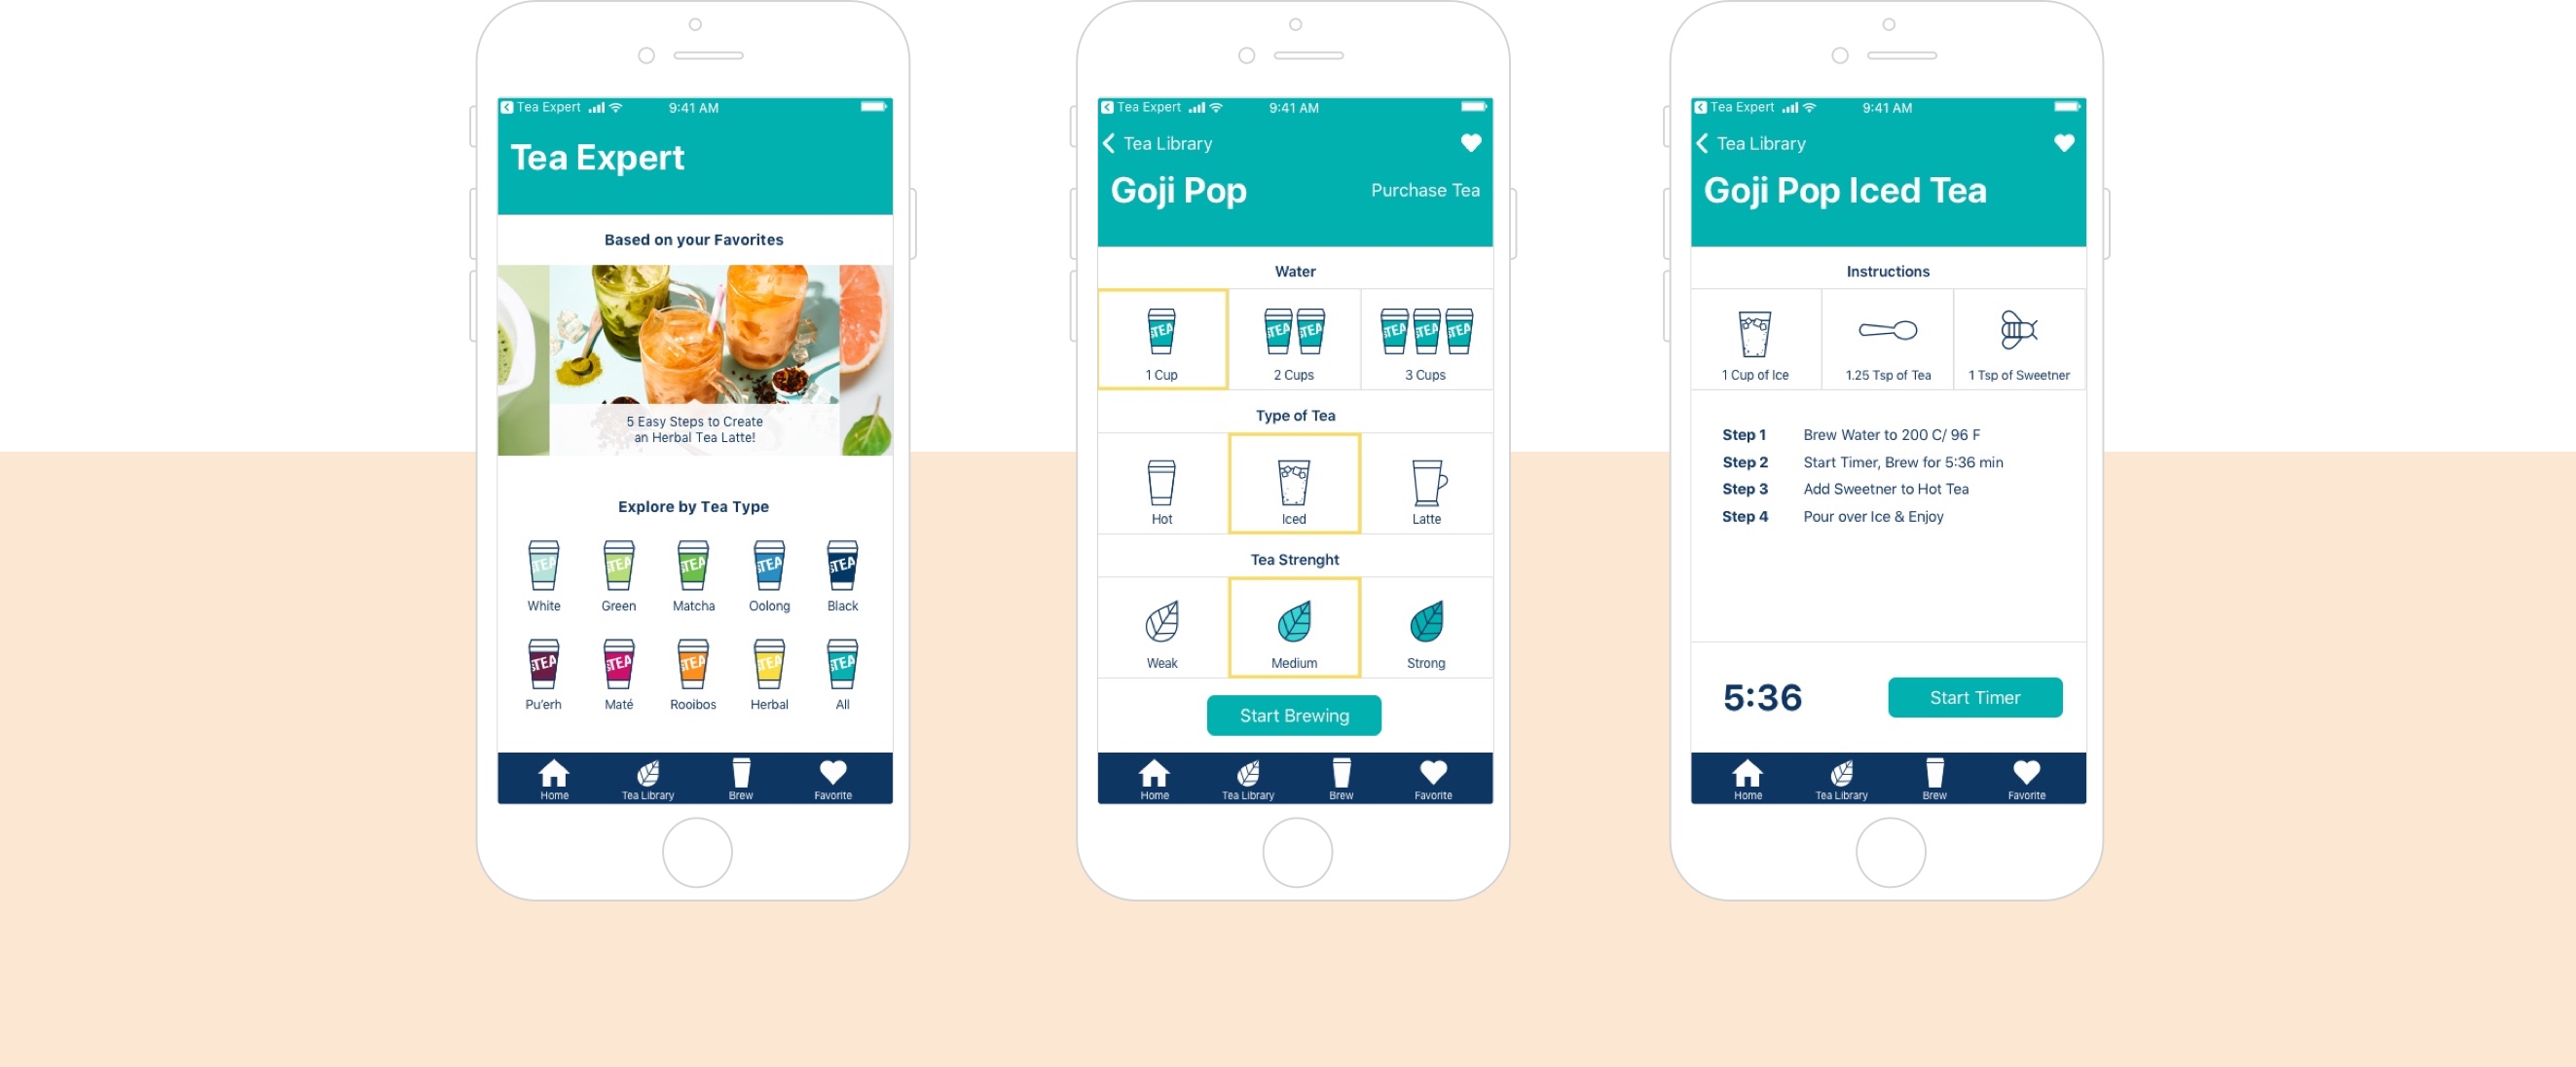 Tea Expert 9:41 AM
Tea Expert
Based on your Favorites
5 Easy Steps to Create
an Herbal Tea Latte!
Explore by Tea Type
TEA TEA TEA TEA TEA
White Green Matcha Oolong Black
TEA TEA TEA TEA TEA
Pu'erh Maté Rooibos Herbal All
Home Tea Library Brew Favorite
Tea Expert 9:41 AM
Tea Library
Goji Pop Purchase Tea
Water
TEA TEA TEA TEA TEA TEA
1 Cup 2 Cups 3 Cups
Type of Tea
Hot Iced Latte
Tea Strenght
Weak Medium Strong
Start Brewing
Home Tea Library Brew Favorite
Tea Expert 9:41 AM
Tea Library
Goji Pop Iced Tea
Instructions
1 Cup of Ice 1.25 Tsp of Tea 1 Tsp of Sweetner
Step 1 Brew Water to 200 C/ 96 F
Step 2 Start Timer, Brew for 5:36 min
Step 3 Add Sweetner to Hot Tea
Step 4 Pour over Ice & Enjoy
5:36 Start Timer
Home Tea Library Brew Favorite